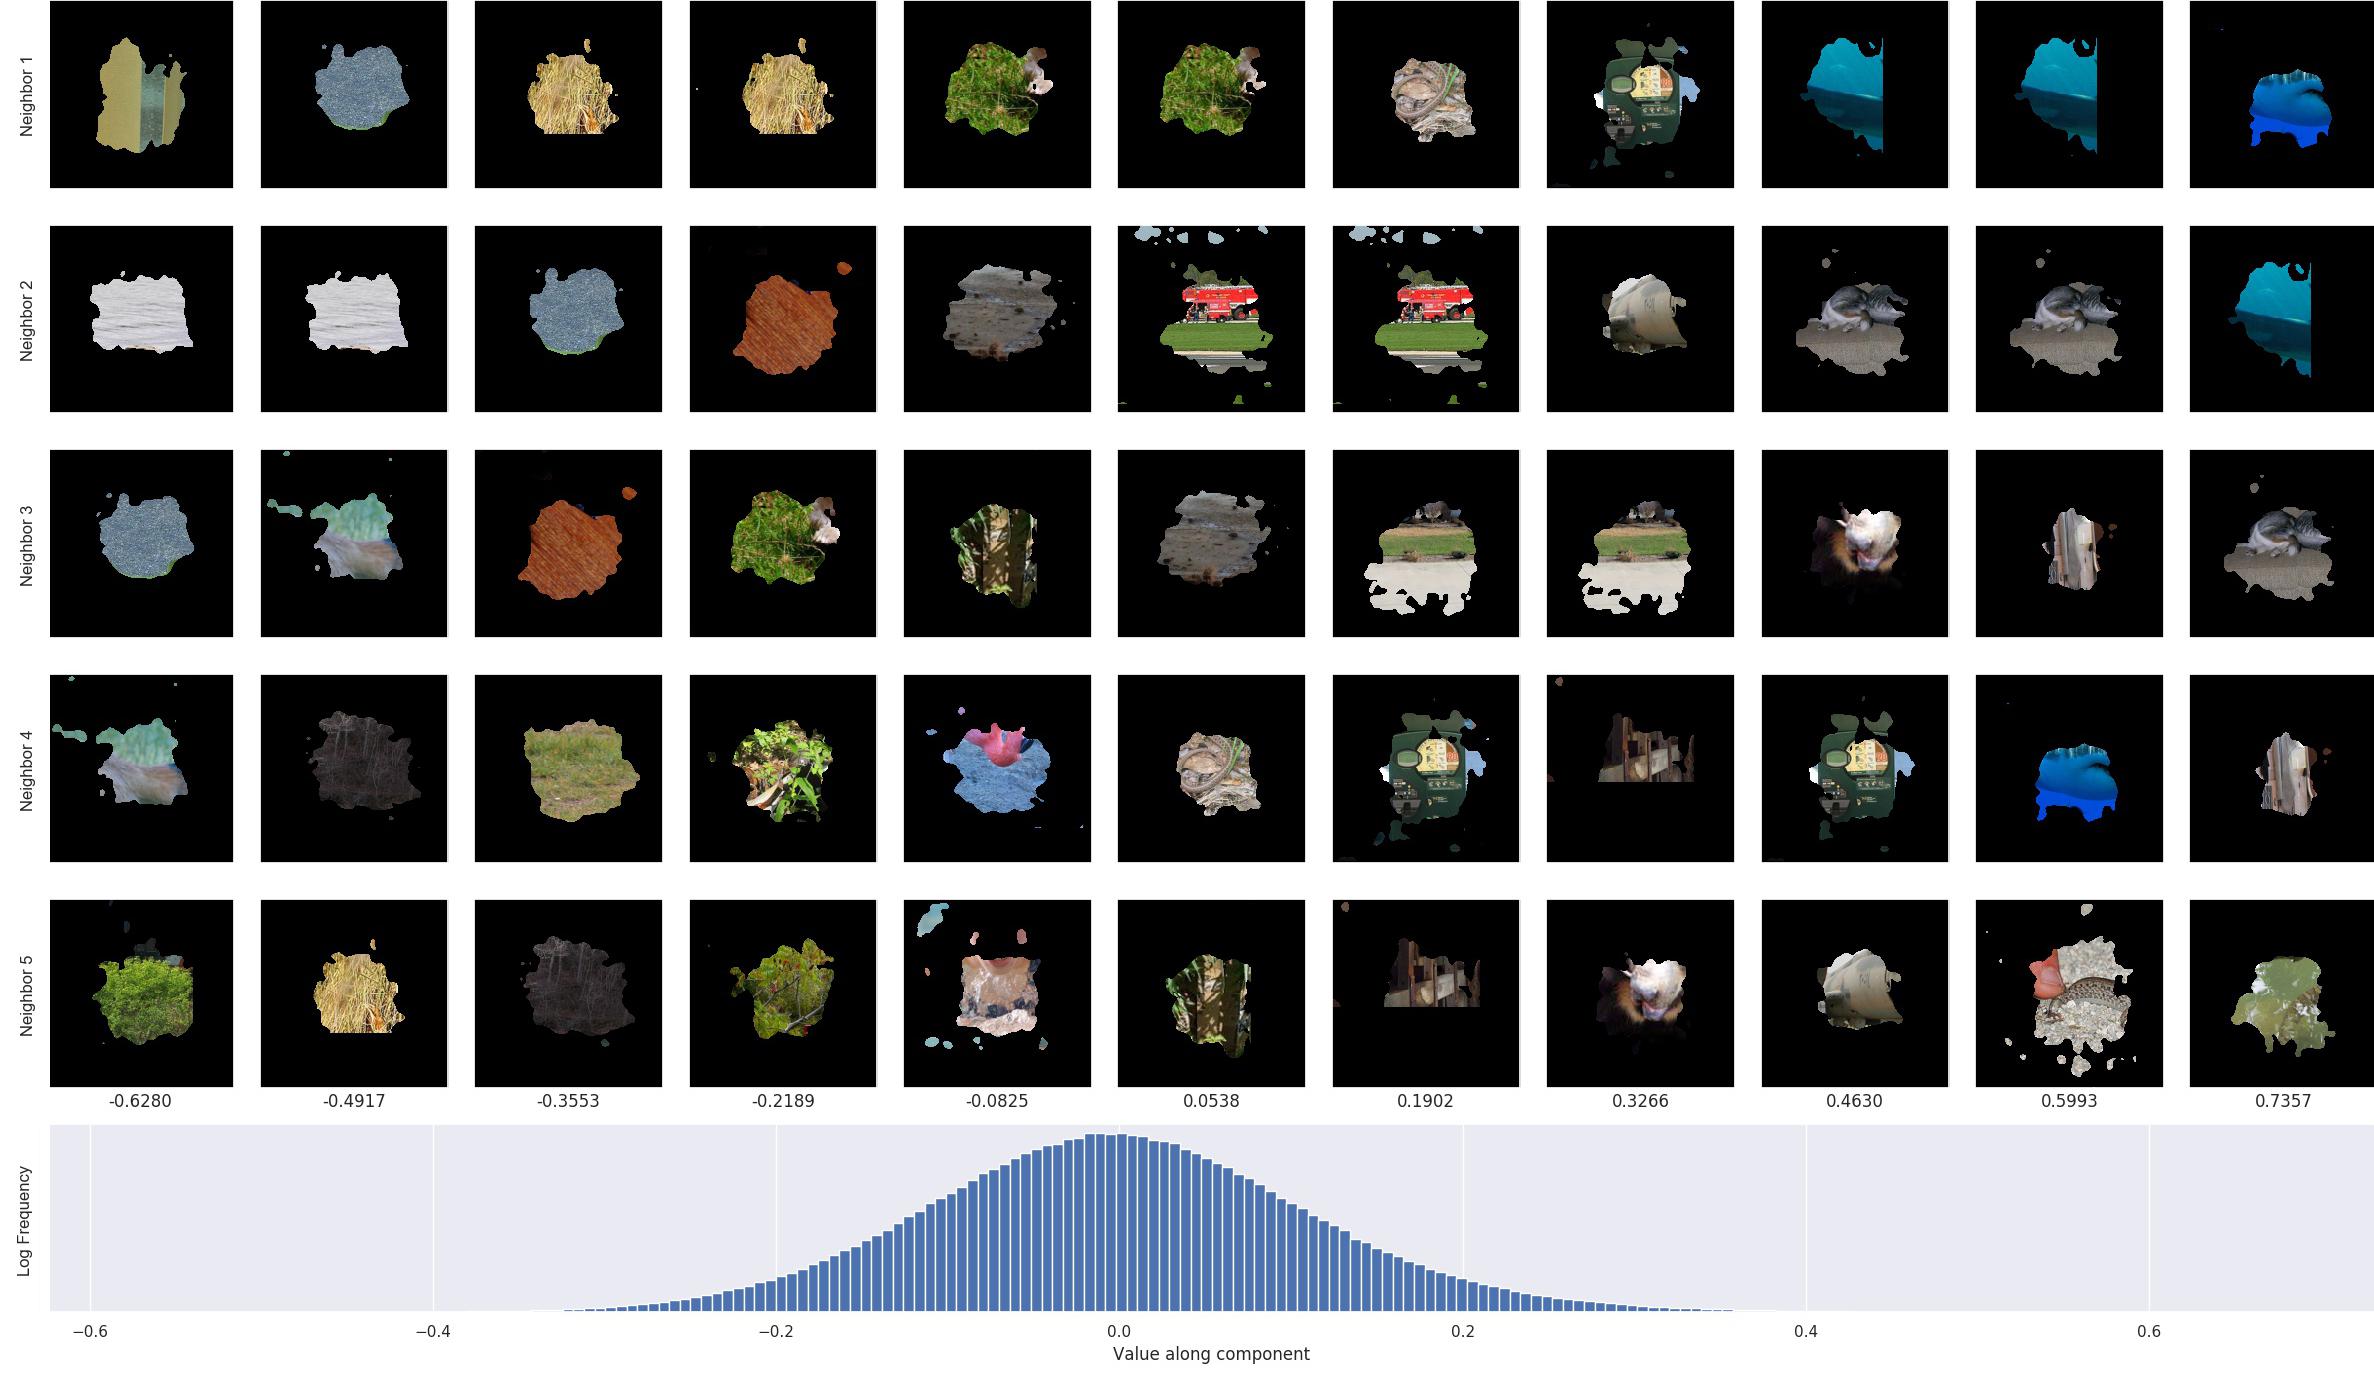 Neighbor 1
Neighbor 2
Neighbor 3
Neighbor 4
Neighbor 5
-0.6280 -0.4917 -0.3553 -0.2189 -0.0825 0.0538 0.1902 0.3266 0.4630 0.5993 0.7357
Log Frequency
−0.6 −0.4 −0.2 0.0 0.2 0.4 0.6
Value along component